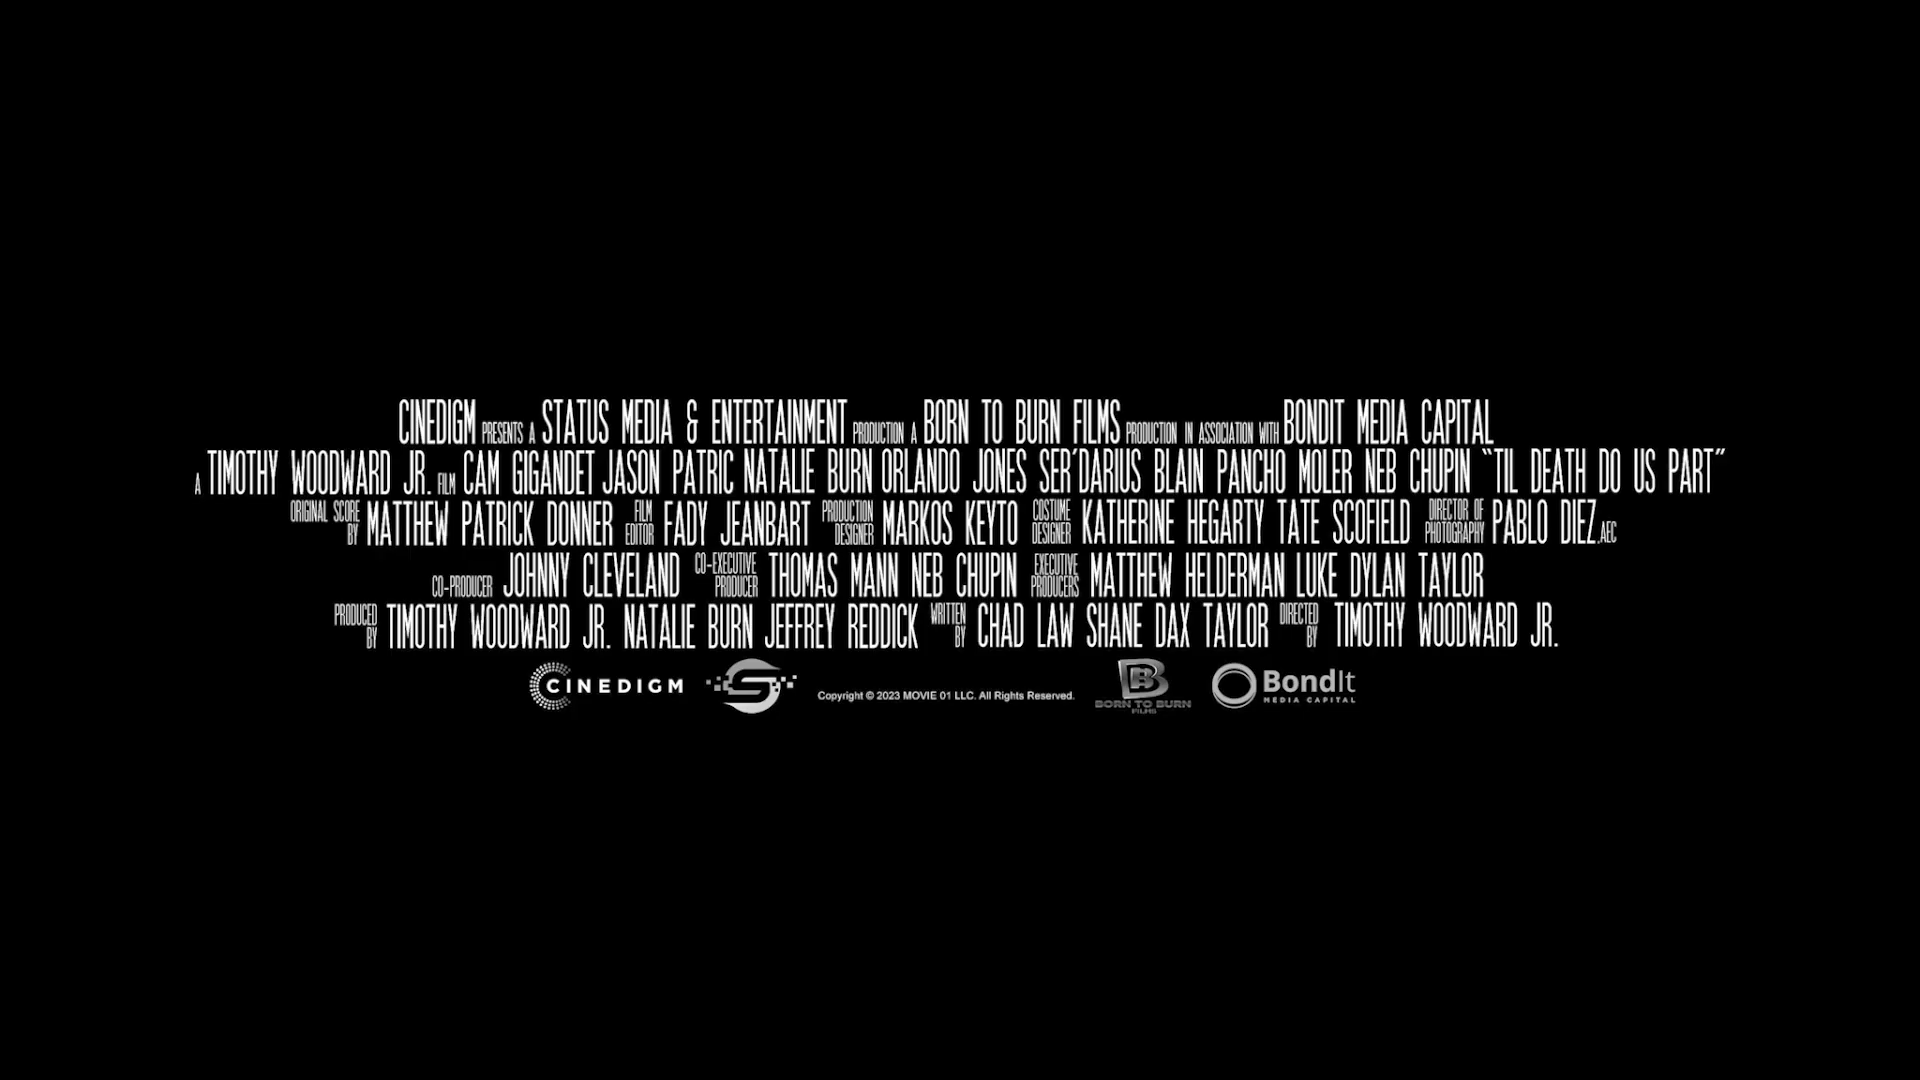 CINEDIGM PRESENTS A STATUS MEDIA & ENTERTAINMENT PRODUCTION A BORN TO BURN FILMS PRODUCTION IN ASSOCIATION WITH BONDIT MEDIA CAPITAL
A TIMOTHY WOODWARD JR. FILM CAM GIGANDET JASON PATRIC NATALIE BURN ORLANDO JONES SER'DARIUS BLAIN PANCHO MOLER NEB CHUPIN “TIL DEATH DO US PART”
ORIGINAL SCORE BY MATTHEW PATRICK DONNER FILM EDITOR FADY JEANBART PRODUCTION DESIGNER MARKOS KEYTO COSTUME DESIGNER KATHERINE HEGARTY TATE SCOFIELD DIRECTOR OF PHOTOGRAPHY PABLO DIEZ,AEC
CO-PRODUCER JOHNNY CLEVELAND CO-EXECUTIVE PRODUCER THOMAS MANN NEB CHUPIN EXECUTIVE PRODUCERS MATTHEW HELDERMAN LUKE DYLAN TAYLOR
PRODUCED BY TIMOTHY WOODWARD JR. NATALIE BURN JEFFREY REDDICK WRITTEN BY CHAD LAW SHANE DAX TAYLOR DIRECTED BY TIMOTHY WOODWARD JR.
CINEDIGM
Copyright © 2023 MOVIE 01 LLC. All Rights Reserved.
BORN TO BURN
FILMS
BondIt
MEDIA CAPITAL